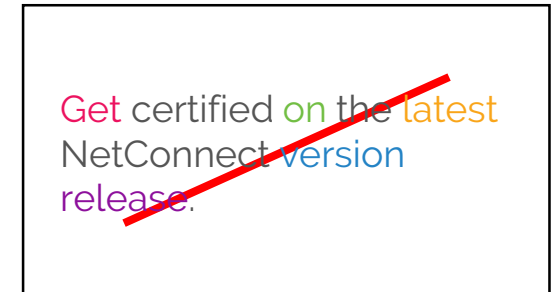 Get certified on the latest
NetConnect version
release.